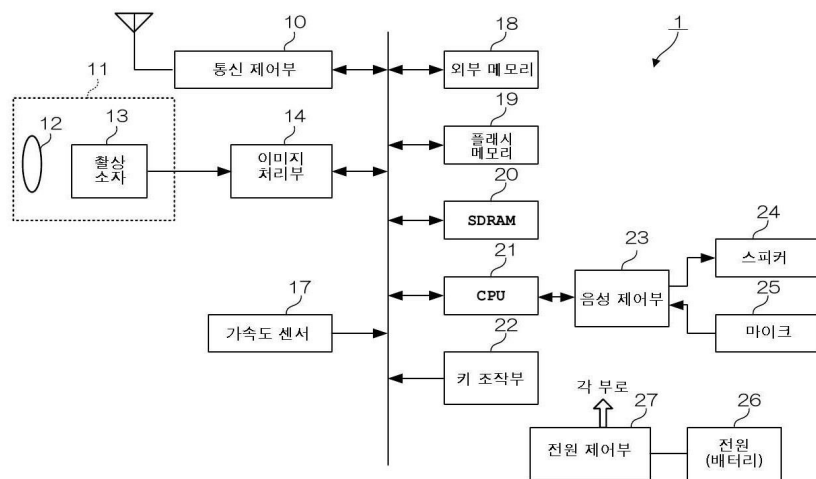 10
통신 제어부
18
외부 메모리
1
11
12
13
촬상
소자
14
이미지
처리부
19
플래시
메모리
20
SDRAM
21
CPU
23
음성 제어부
24
스피커
25
마이크
17
가속도 센서
22
키 조작부
각 부로
27
전원 제어부
26
전원
(배터리)